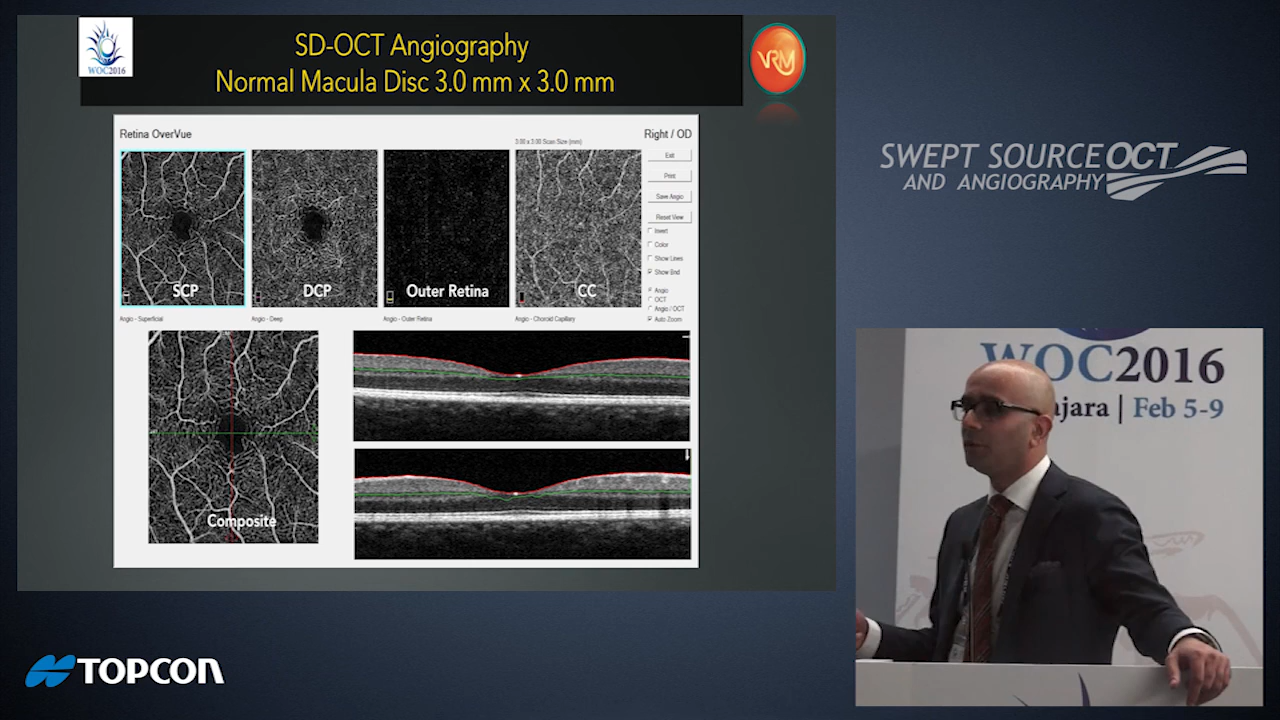 WOC2016
SD-OCT Angiography
Normal Macula Disc 3.0 mm x 3.0 mm
VRM
Retina OverVue
3.00 x 3.00 Scan Size (mm)
Right / OD
Exit
Print
Save Angio
Reset View
Invert
Color
Show Lines
Show Bnd
Angio
OCT
Angio / OCT
Auto Zoom
SCP
DCP
Outer Retina
CC
Angio - Superficial
Angio - Deep
Angio - Outer Retina
Angio - Choroid Capillary
Composite
SWEPT SOURCE OCT
AND ANGIOGRAPHY
WOC2016
ajara | Feb 5-9
TOPCON